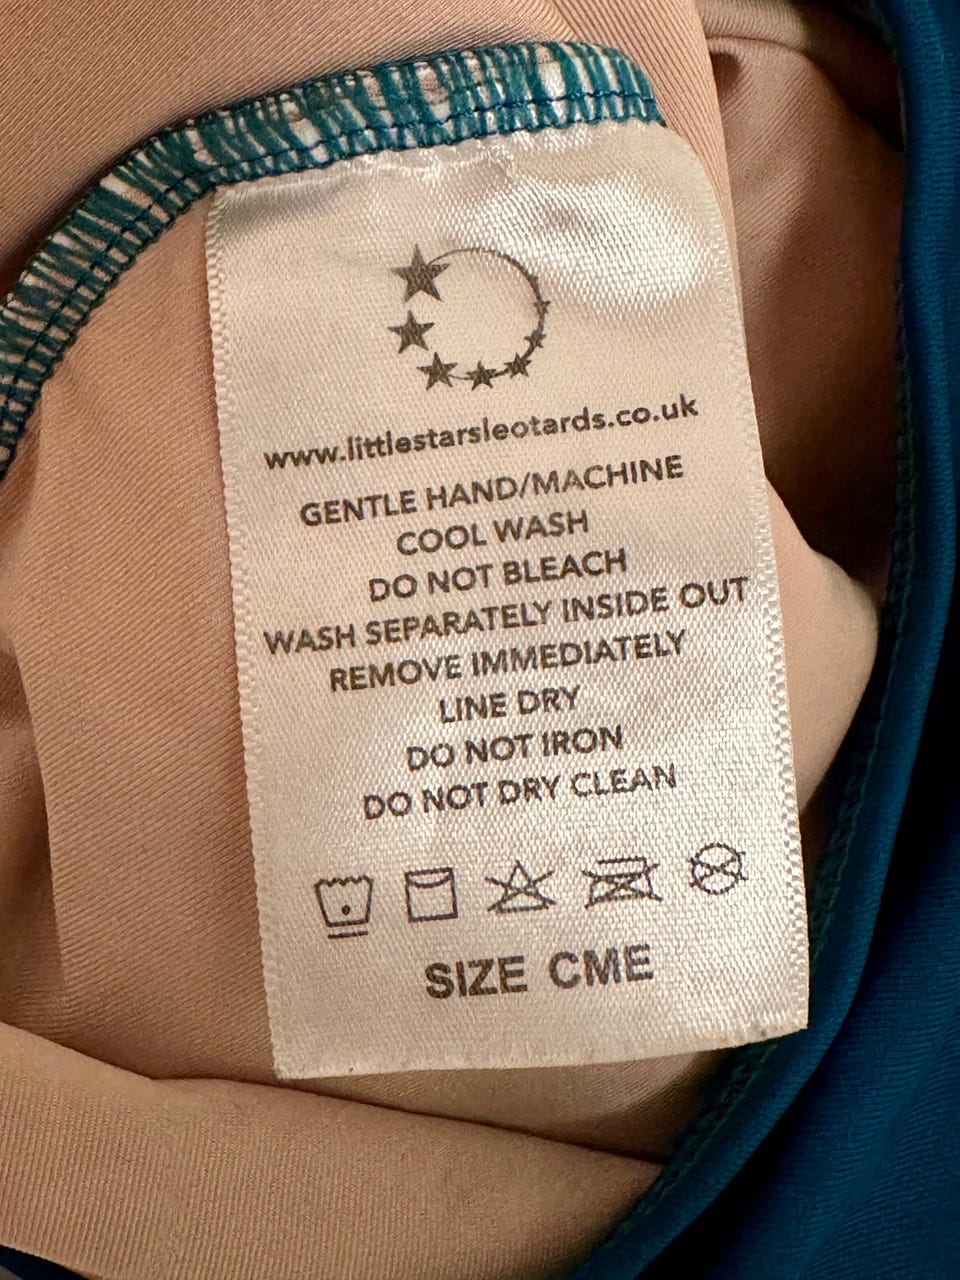 www.littlestarsleotards.co.uk
GENTLE HAND/MACHINE
COOL WASH
DO NOT BLEACH
WASH SEPARATELY INSIDE OUT
REMOVE IMMEDIATELY
LINE DRY
DO NOT IRON
DO NOT DRY CLEAN
SIZE CME